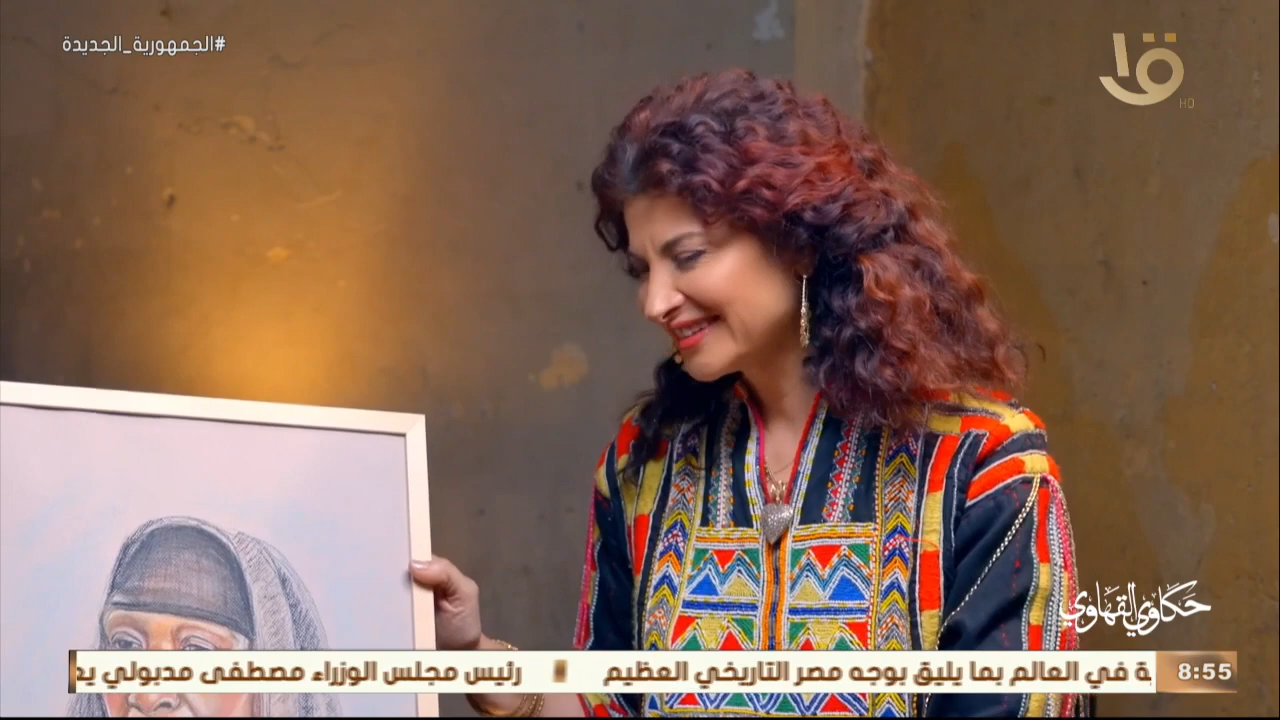 #الجمهورية_الجديدة
HD
حكاوي القهاوي
8:55
ة في العالم بما يليق بوجه مصر التاريخي العظيم
رئيس مجلس الوزراء مصطفى مدبولي يع